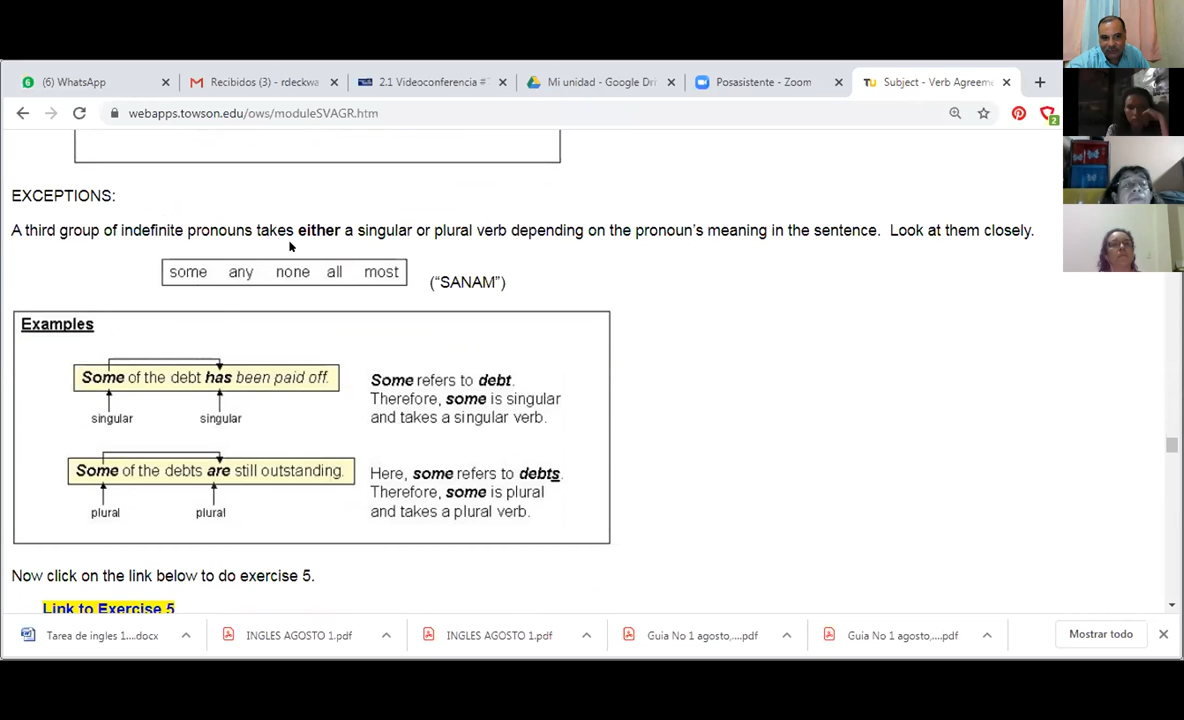 (6) WhatsApp
Recibidos (3) - rdeckwa
2.1 Videoconferencia #
Mi unidad - Google Dri
Posasistente - Zoom
Subject - Verb Agreeme
webapps.towson.edu/ows/moduleSVAGR.htm
2
EXCEPTIONS:
A third group of indefinite pronouns takes either a singular or plural verb depending on the pronoun's meaning in the sentence. Look at them closely.
some any none all most
("SANAM")
Examples
Some of the debt has been paid off.
singular singular
Some refers to debt.
Therefore, some is singular
and takes a singular verb.
Some of the debts are still outstanding.
plural plural
Here, some refers to debts.
Therefore, some is plural
and takes a plural verb.
Now click on the link below to do exercise 5.
Link to Exercise 5
Tarea de ingles 1....docx
INGLES AGOSTO 1.pdf
INGLES AGOSTO 1.pdf
Guia No 1 agosto,....pdf
Guia No 1 agosto,....pdf
Mostrar todo